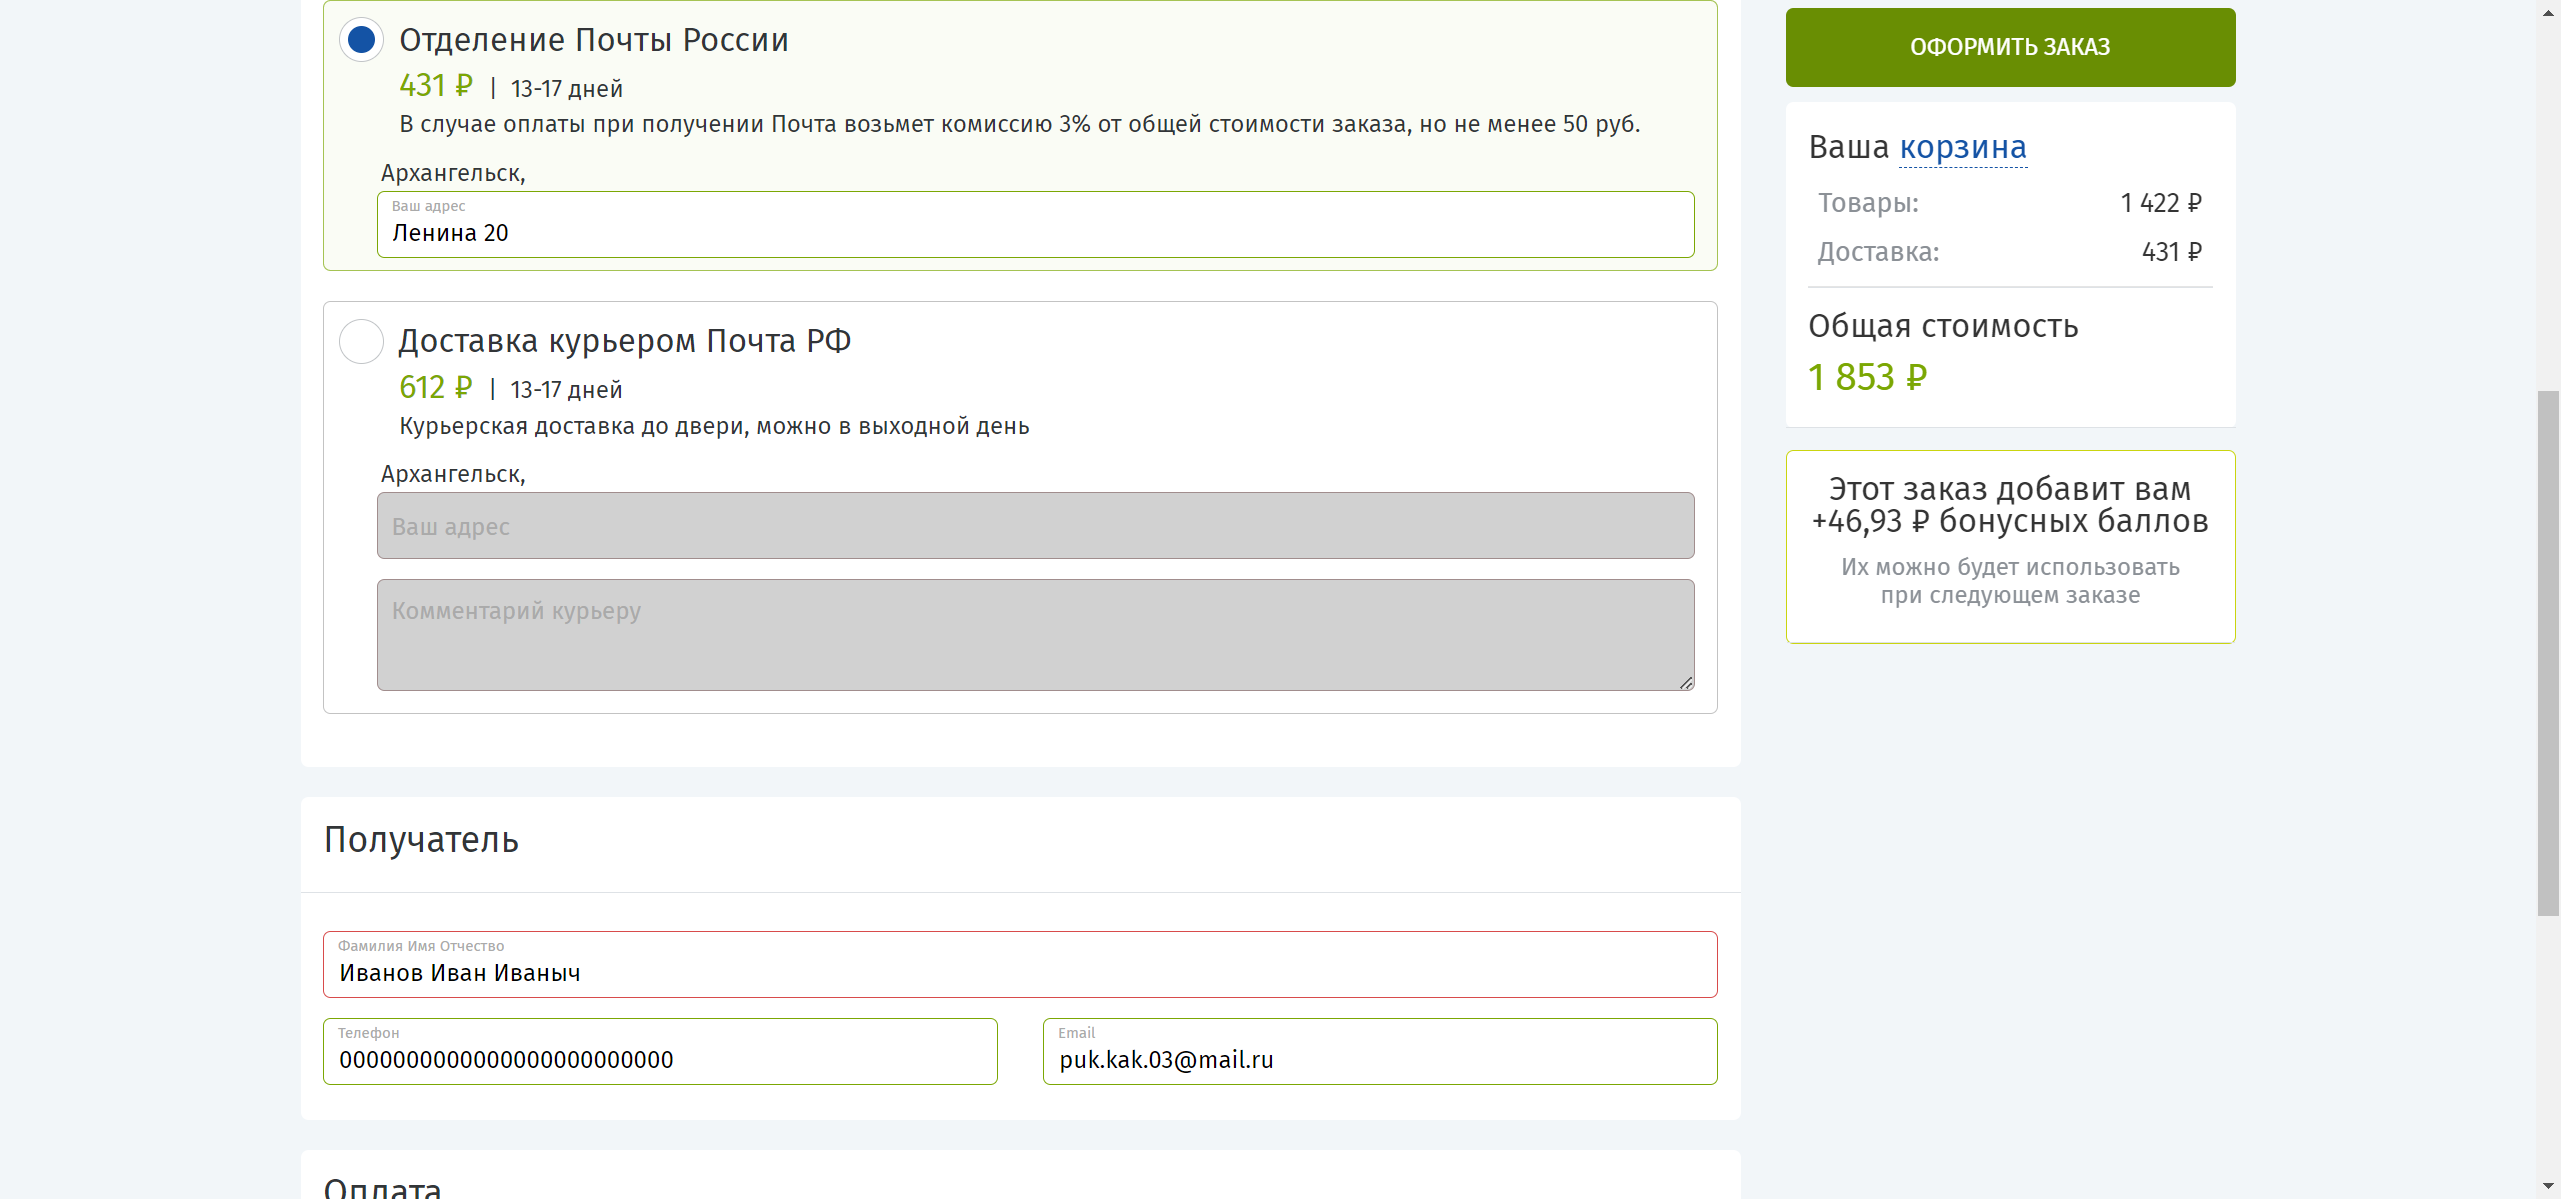 Отделение Почты России
431 ₽ | 13-17 дней
В случае оплаты при получении Почта возьмет комиссию 3% от общей стоимости заказа, но не менее 50 руб.
Архангельск,
Ваш адрес
Ленина 20
Доставка курьером Почта РФ
612 ₽ | 13-17 дней
Курьерская доставка до двери, можно в выходной день
Архангельск,
Ваш адрес
Комментарий курьеру
Получатель
Фамилия Имя Отчество
Иванов Иван Иваныч
Телефон
0000000000000000000000000
Email
puk.kak.03@mail.ru
Оплата
ОФОРМИТЬ ЗАКАЗ
Ваша корзина
Товары: 1 422 ₽
Доставка: 431 ₽
Общая стоимость
1 853 ₽
Этот заказ добавит вам
+46,93 ₽ бонусных баллов
Их можно будет использовать
при следующем заказе